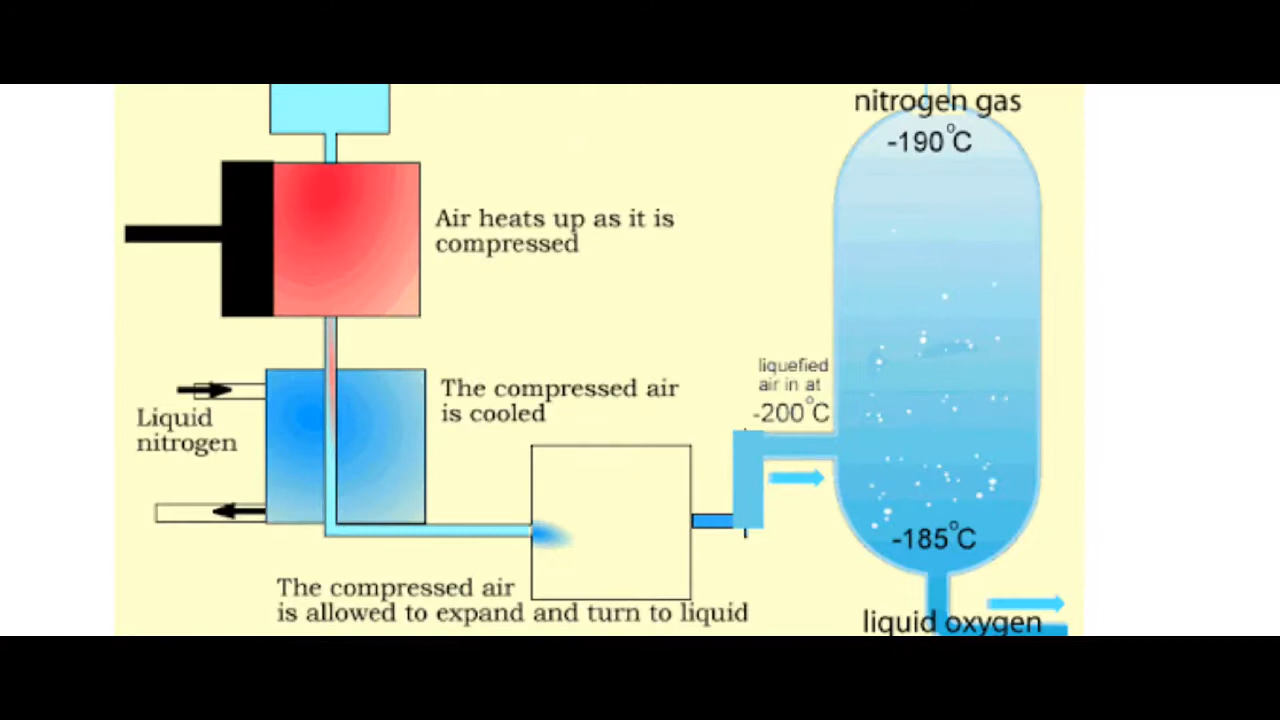 nitrogen gas
-190°C
Air heats up as it is
compressed
liquefied
air in at
-200°C
The compressed air
is cooled
Liquid
nitrogen
-185°C
The compressed air
is allowed to expand and turn to liquid
liquid oxygen